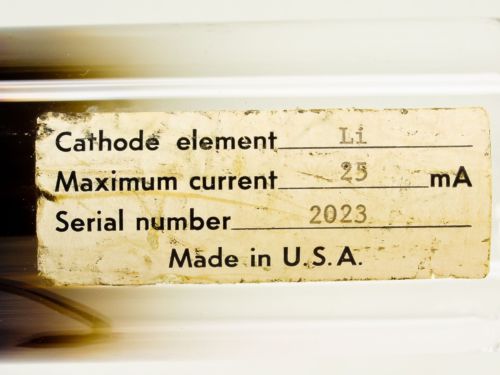 Cathode element Li
Maximum current 25 mA
Serial number 2023
Made in U.S.A.